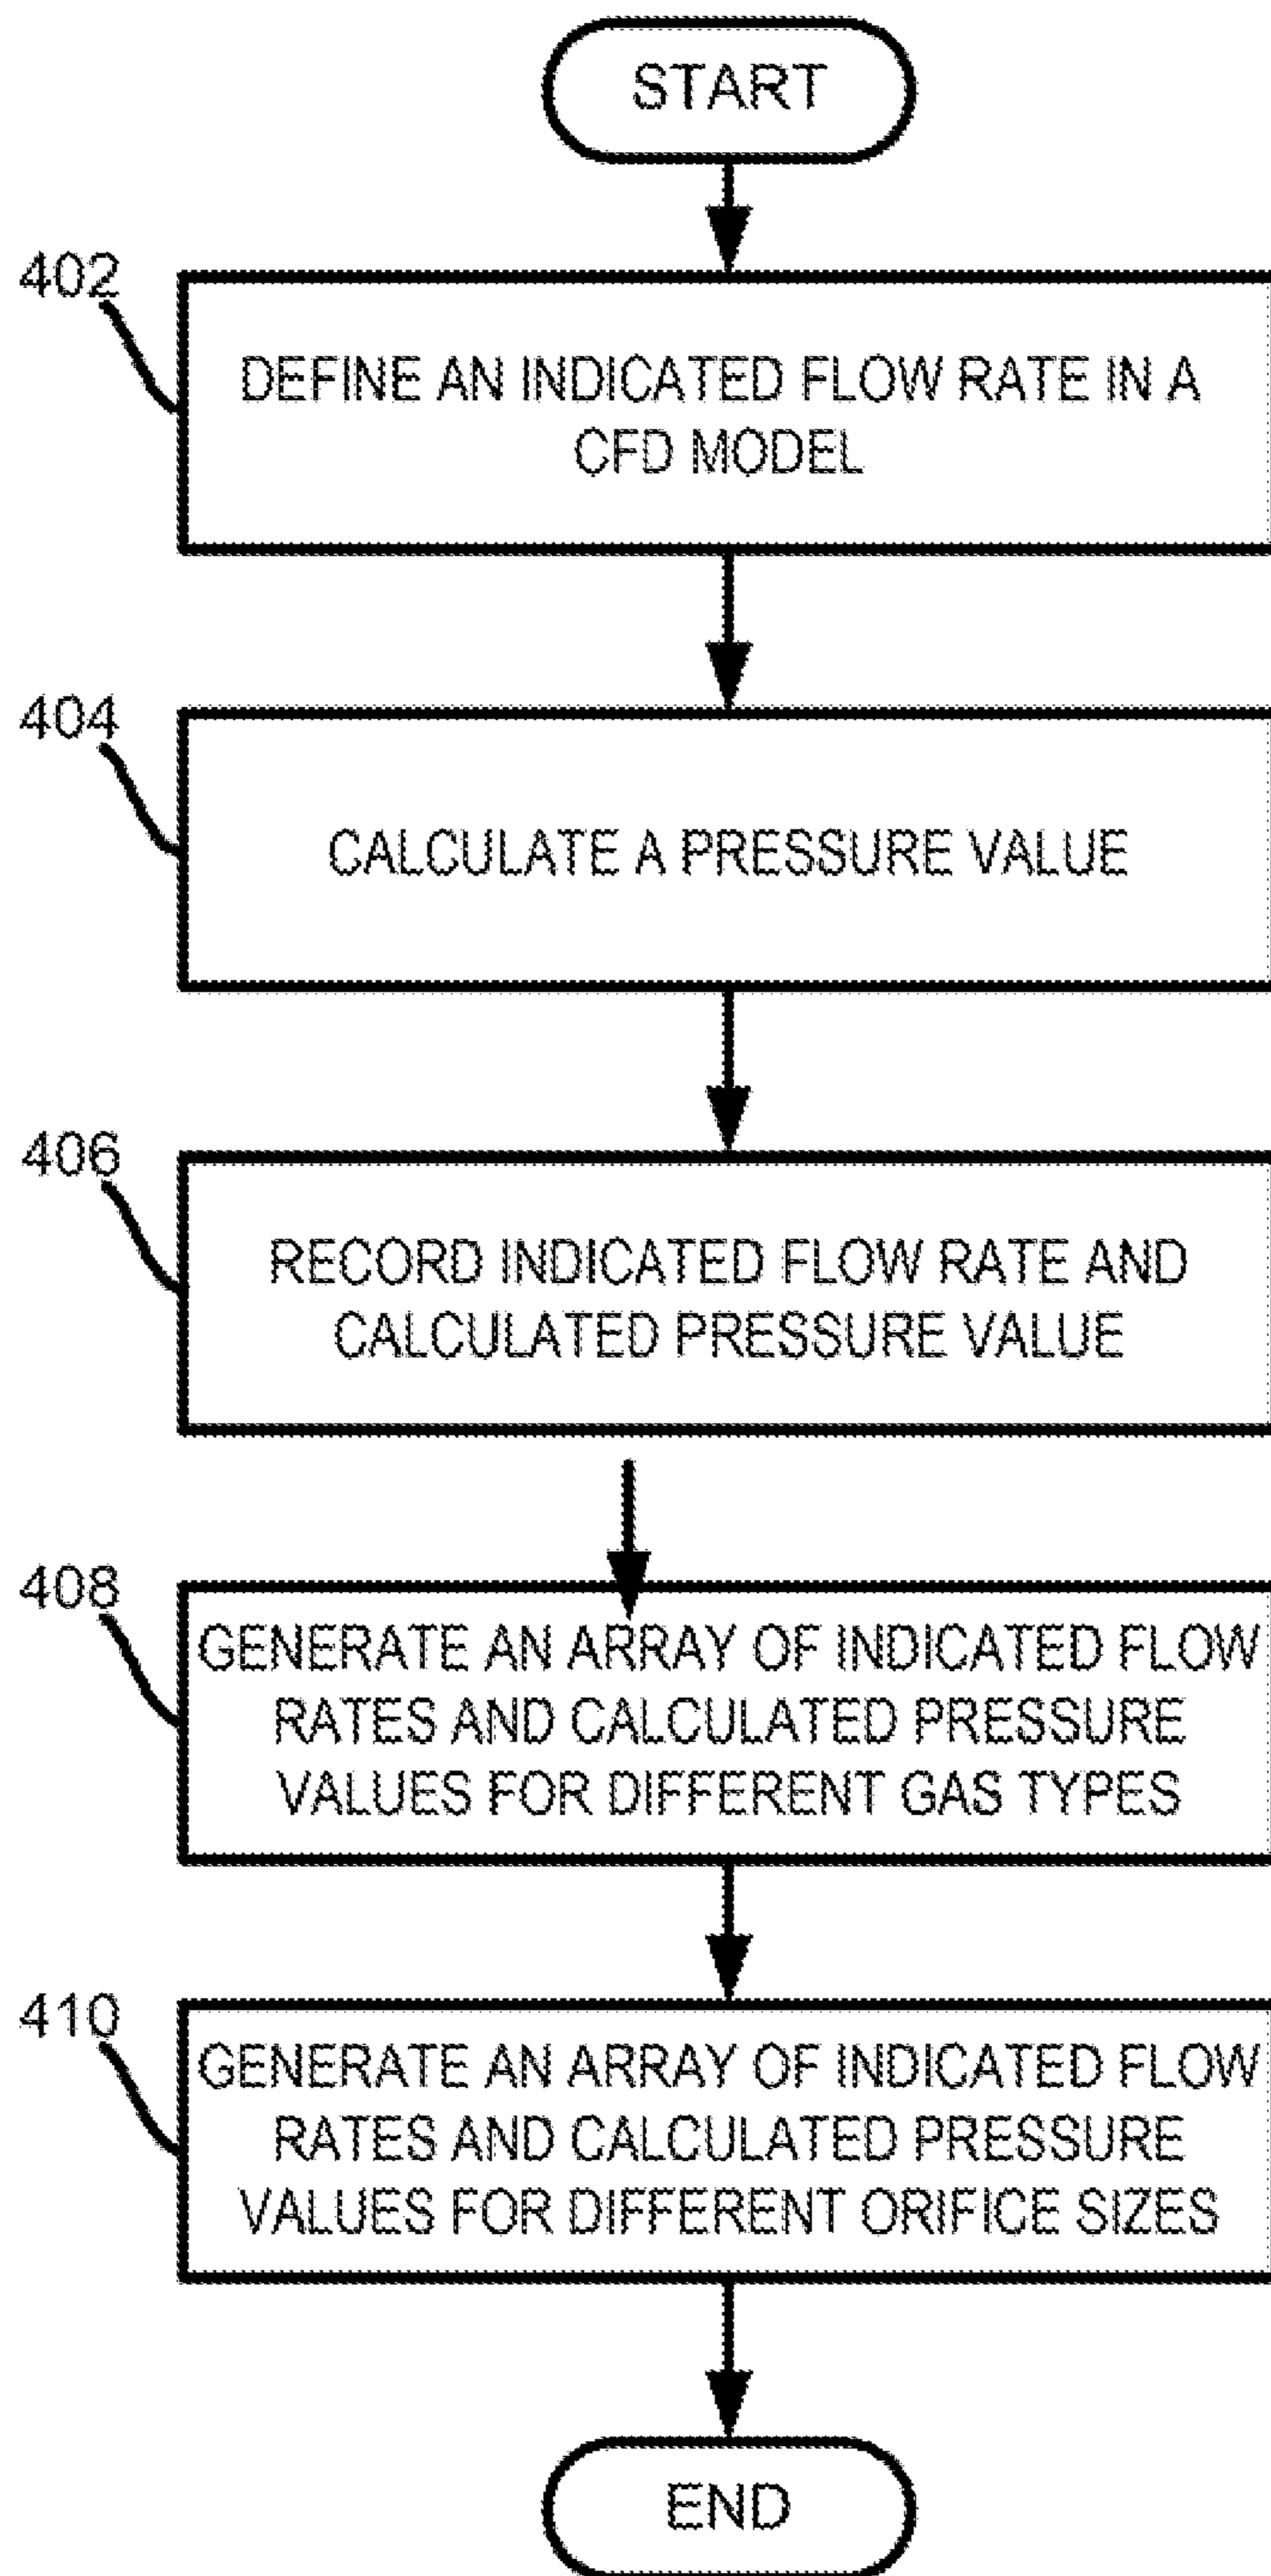 START
402
DEFINE AN INDICATED FLOW RATE IN A
CFD MODEL
404
CALCULATE A PRESSURE VALUE
406
RECORD INDICATED FLOW RATE AND
CALCULATED PRESSURE VALUE
408
GENERATE AN ARRAY OF INDICATED FLOW
RATES AND CALCULATED PRESSURE
VALUES FOR DIFFERENT GAS TYPES
410
GENERATE AN ARRAY OF INDICATED FLOW
RATES AND CALCULATED PRESSURE
VALUES FOR DIFFERENT ORIFICE SIZES
END